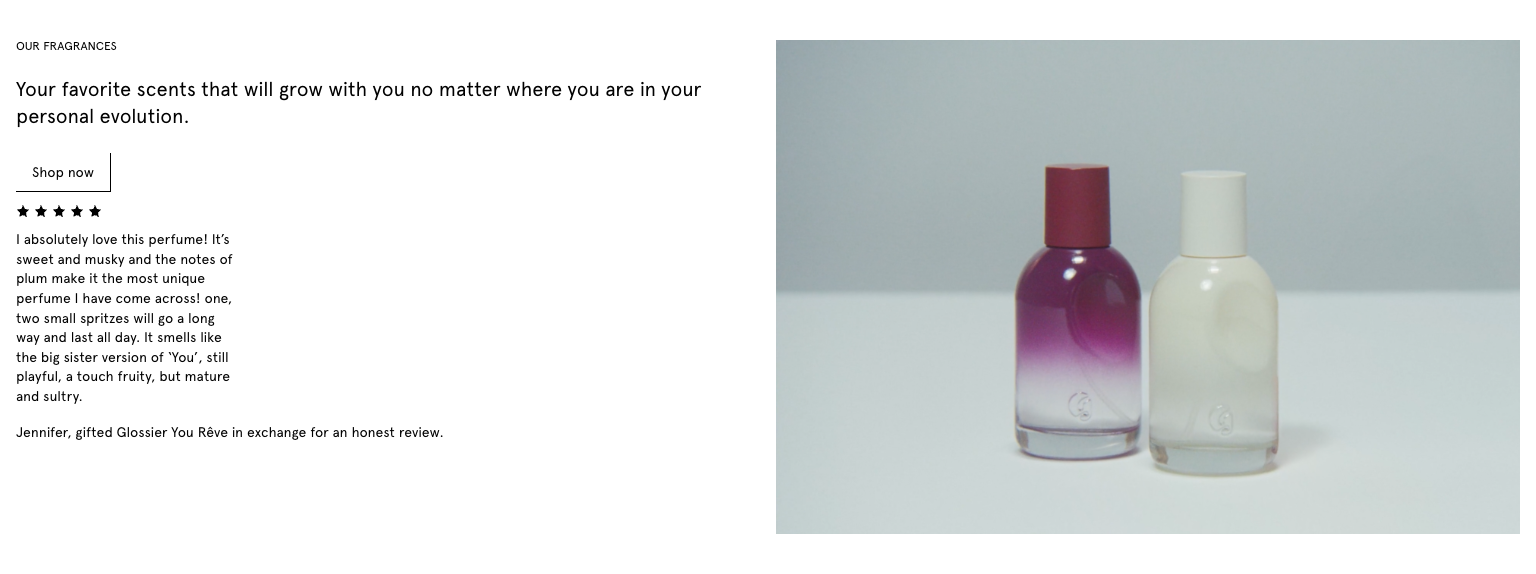 OUR FRAGRANCES
Your favorite scents that will grow with you no matter where you are in your
personal evolution.
Shop now
I absolutely love this perfume! It’s
sweet and musky and the notes of
plum make it the most unique
perfume I have come across! one,
two small spritzes will go a long
way and last all day. It smells like
the big sister version of ‘You’, still
playful, a touch fruity, but mature
and sultry.
Jennifer, gifted Glossier You Rêve in exchange for an honest review.